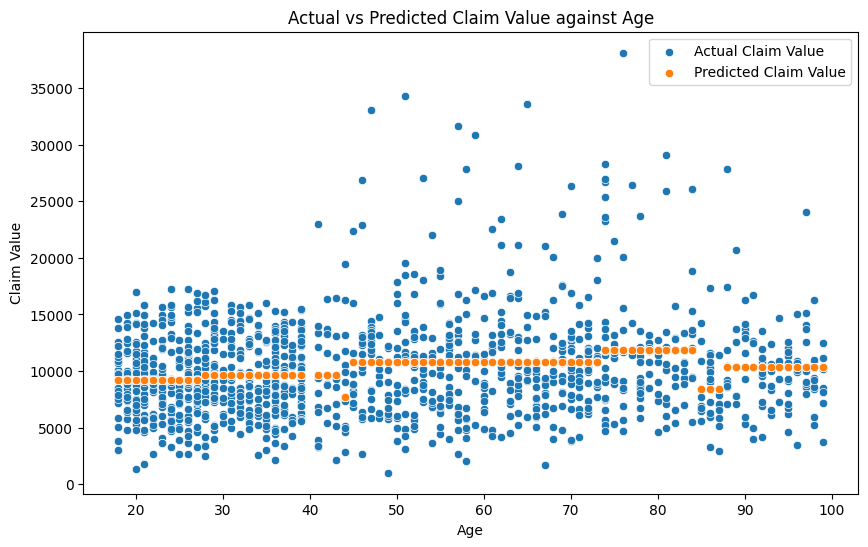 Actual vs Predicted Claim Value against Age
Actual Claim Value
Predicted Claim Value
35000
30000
25000
20000
15000
10000
5000
0
Claim Value
20 30 40 50 60 70 80 90 100
Age